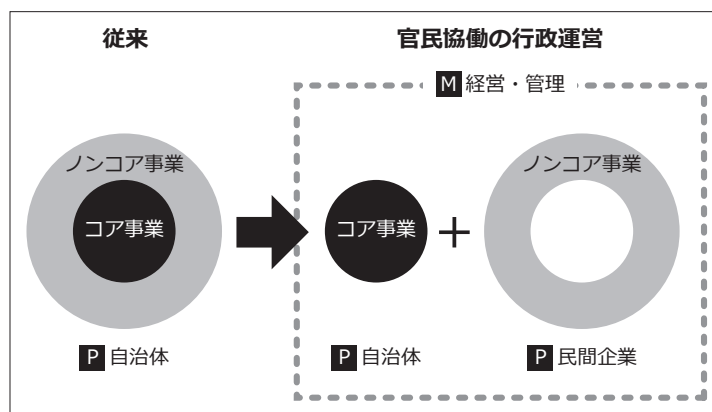 従来
官民協働の行政運営
M 経営・管理
ノンコア事業
コア事業
P 自治体
コア事業
+
ノンコア事業
P 自治体
P 民間企業